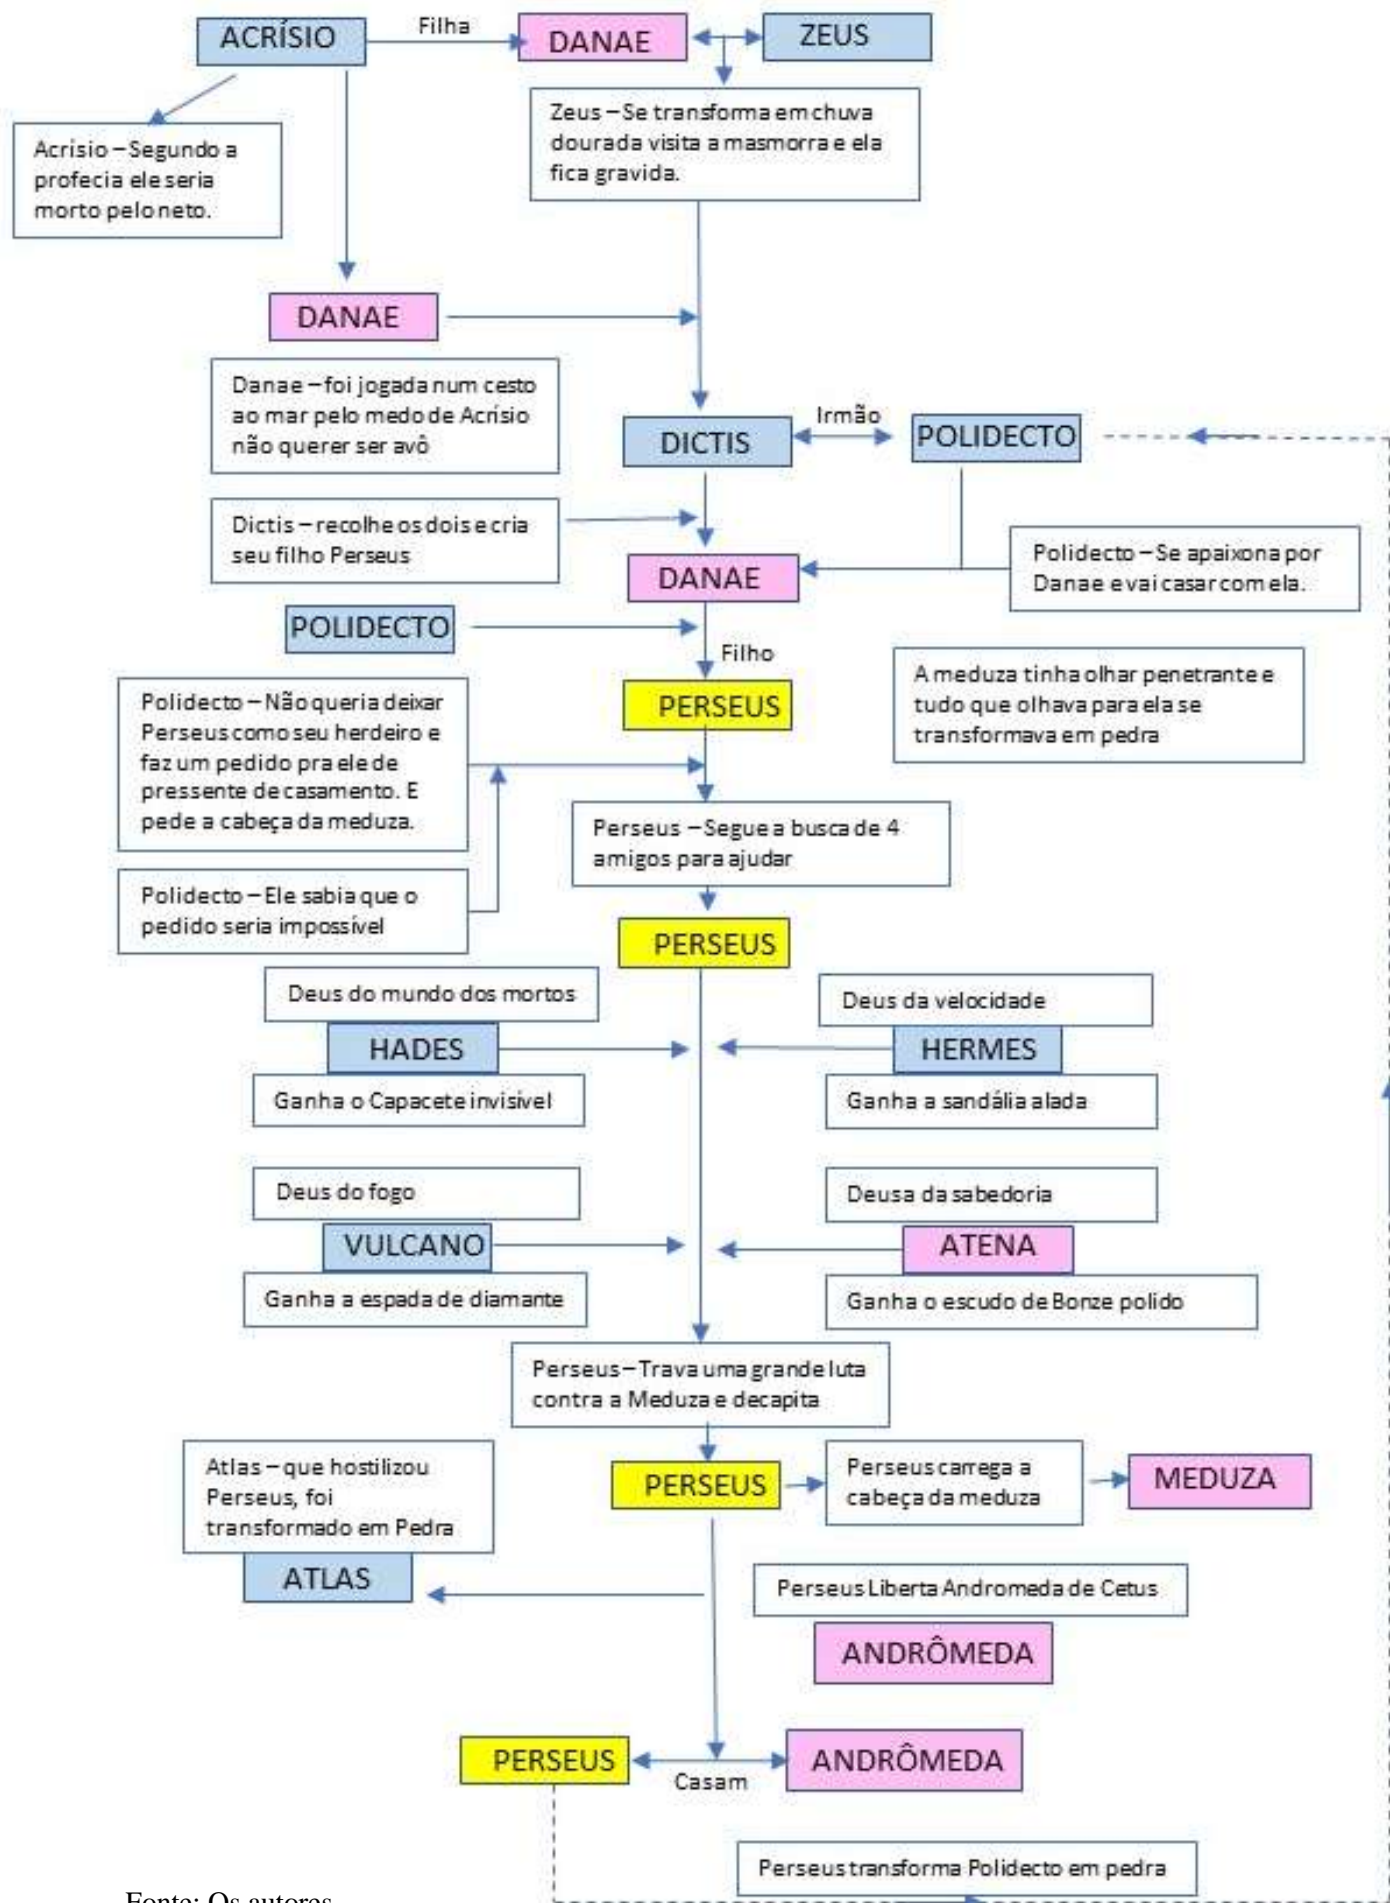 ACRÍSIO
Filha
DANAE
ZEUS
Zeus – Se transforma em chuva
dourada visita a masmorra e ela
fica gravida.
Acrísio – Segundo a
profecia ele seria
morto pelo neto.
DANAE
Danae – foi jogada num cesto
ao mar pelo medo de Acrísio
não querer ser avô
DICTIS
Irmão
POLIDECTO
Dictis – recolhe os dois e cria
seu filho Perseus
DANAE
Polidecto – Se apaixona por
Danae e vai casar com ela.
POLIDECTO
Filho
PERSEUS
A meduza tinha olhar penetrante e
tudo que olhava para ela se
transformava em pedra
Polidecto – Não queria deixar
Perseus como seu herdeiro e
faz um pedido pra ele de
pressente de casamento. E
pede a cabeça da meduza.
Perseus – Segue a busca de 4
amigos para ajudar
Polidecto – Ele sabia que o
pedido seria impossível
PERSEUS
Deus do mundo dos mortos
HADES
Ganha o Capacete invisível
Deus da velocidade
HERMES
Ganha a sandália alada
Deus do fogo
VULCANO
Ganha a espada de diamante
Deusa da sabedoria
ATENA
Ganha o escudo de Bonze polido
Perseus – Trava uma grande luta
contra a Meduza e decapita
Atlas – que hostilizou
Perseus, foi
transformado em Pedra
ATLAS
PERSEUS
Perseus carrega a
cabeça da meduza
MEDUZA
Perseus Liberta Andromeda de Cetus
ANDRÔMEDA
PERSEUS
Casam
ANDRÔMEDA
Perseus transforma Polidecto em pedra
Fonte: Os autores